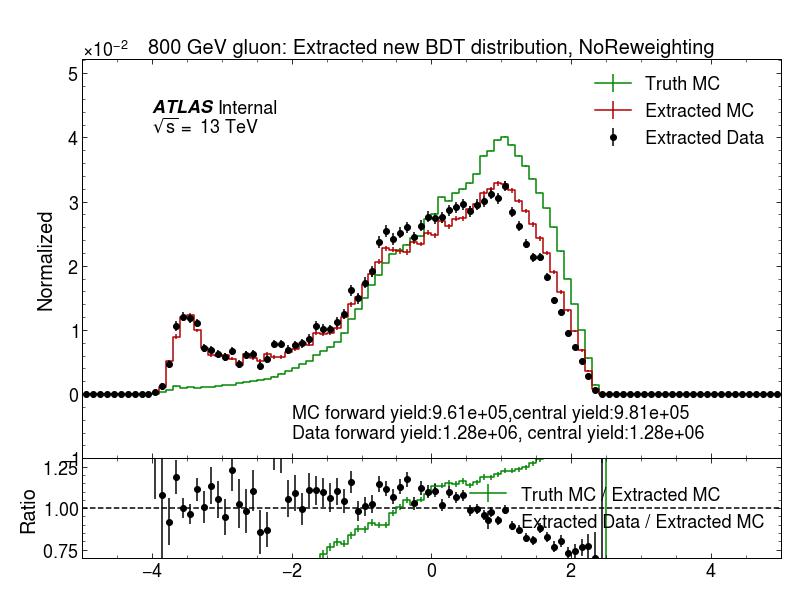 ×10⁻²
800 GeV gluon: Extracted new BDT distribution, NoReweighting
ATLAS Internal
√s = 13 TeV
Truth MC
Extracted MC
Extracted Data
Normalized
5
4
3
2
1
0
MC forward yield:9.61e+05,central yield:9.81e+05
Data forward yield:1.28e+06, central yield:1.28e+06
1
1.25
1.00
0.75
Ratio
Truth MC / Extracted MC
Extracted Data / Extracted MC
−4
−2
0
2
4